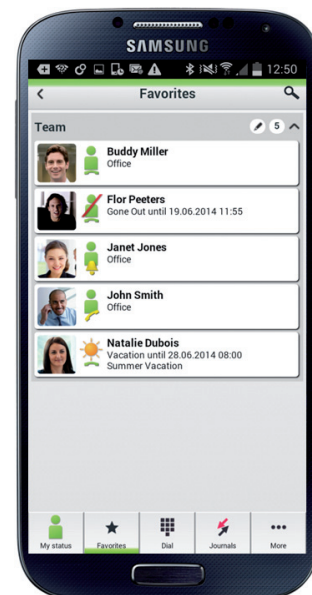 SAMSUNG
12:50
Favorites
Team
5
Buddy Miller
Office
Flor Peeters
Gone Out until 19.06.2014 11:55
Janet Jones
Office
John Smith
Office
Natalie Dubois
Vacation until 28.06.2014 08:00
Summer Vacation
My status Favorites Dial Journals More